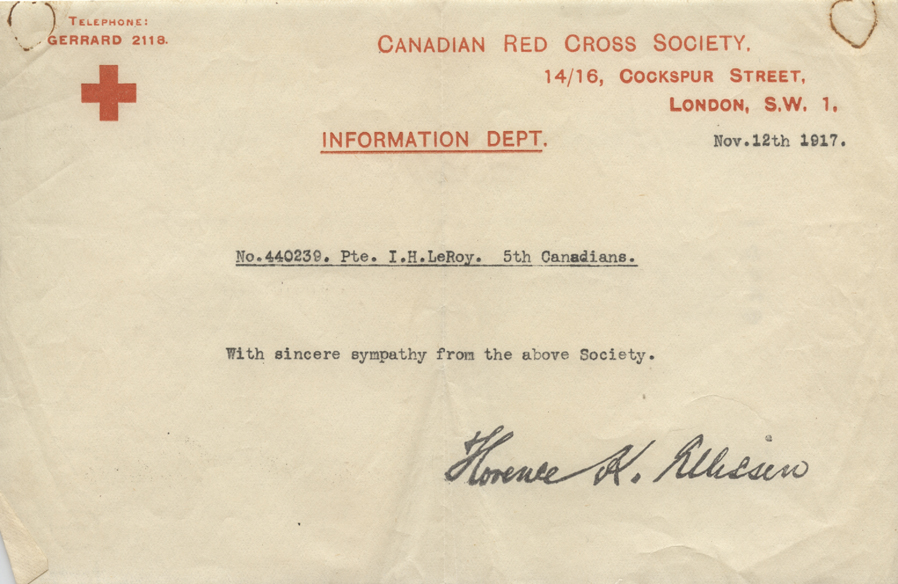 TELEPHONE:
GERRARD 2118.
CANADIAN RED CROSS SOCIETY.
14/16, COCKSPUR STREET,
LONDON, S.W. 1.
INFORMATION DEPT.
Nov.12th 1917.
No.440239. Pte. I.H.LeRoy. 5th Canadians.
With sincere sympathy from the above Society.
Florence K. Ellissen